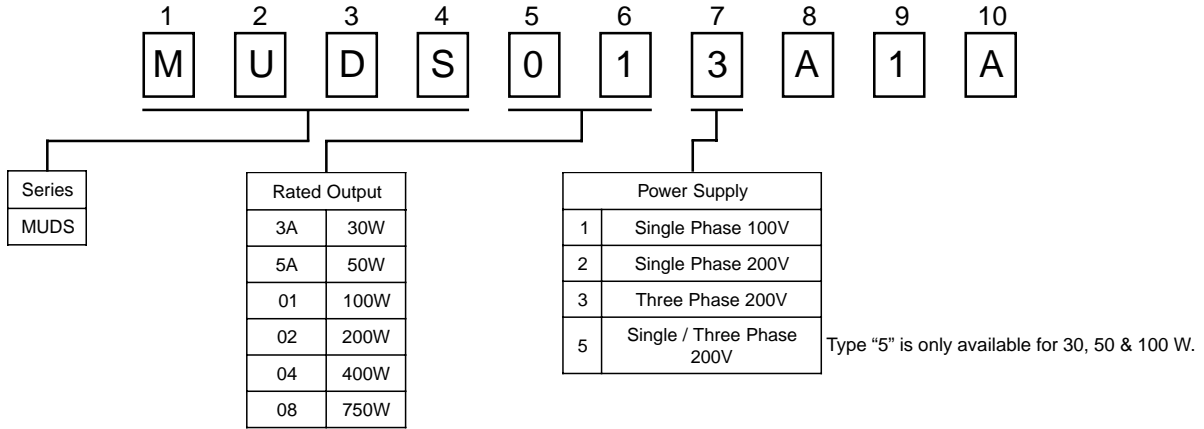 1 2 3 4 5 6 7 8 9 10
M U D S 0 1 3 A 1 A
Series
MUDS
Rated Output
3A 30W
5A 50W
01 100W
02 200W
04 400W
08 750W
Power Supply
1 Single Phase 100V
2 Single Phase 200V
3 Three Phase 200V
5 Single / Three Phase
200V
Type “5” is only available for 30, 50 & 100 W.